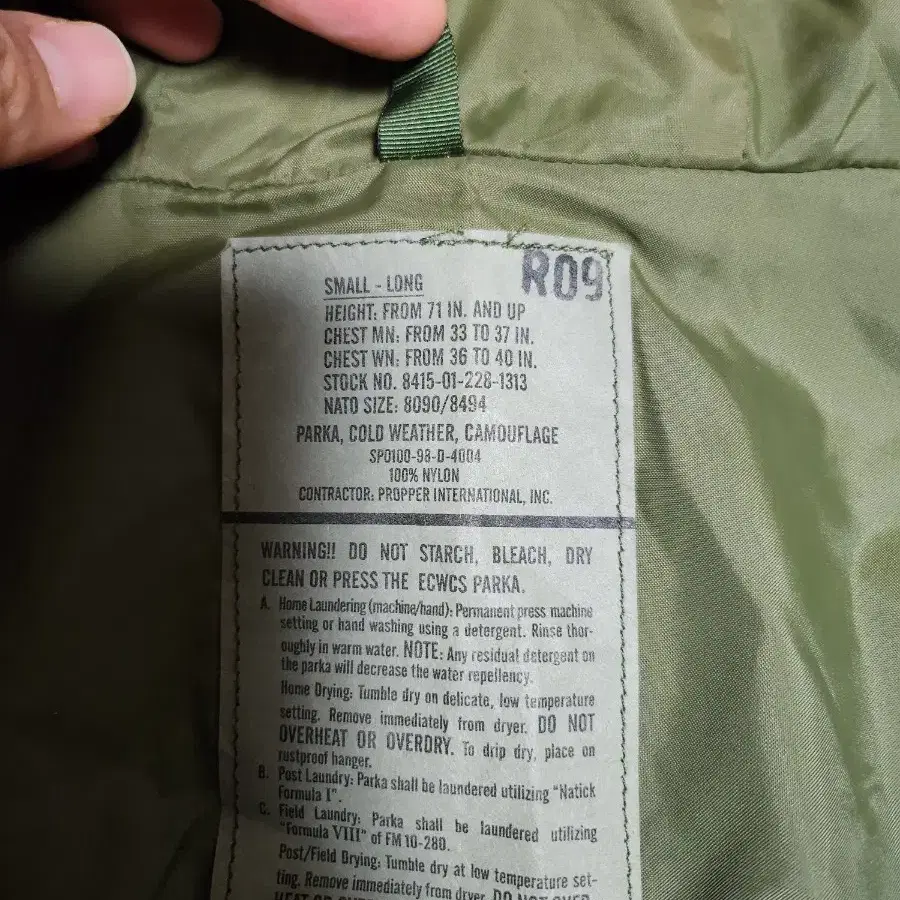 R09
SMALL - LONG
HEIGHT: FROM 71 IN. AND UP
CHEST MN: FROM 33 TO 37 IN.
CHEST WN: FROM 36 TO 40 IN.
STOCK NO. 8415-01-228-1313
NATO SIZE: 8090/8494
PARKA, COLD WEATHER, CAMOUFLAGE
SPO100-98-D-4004
100% NYLON
CONTRACTOR: PROPPER INTERNATIONAL, INC.
WARNING!! DO NOT STARCH, BLEACH, DRY
CLEAN OR PRESS THE ECWCS PARKA.
A. Home Laundering (machine/hand): Permanent press machine
setting or hand washing using a detergent. Rinse thor-
oughly in warm water. NOTE: Any residual detergent on
the parka will decrease the water repellency.
Home Drying: Tumble dry on delicate, low temperature
setting. Remove immediately from dryer. DO NOT
OVERHEAT OR OVERDRY. To drip dry, place on
rustproof hanger.
B. Post Laundry: Parka shall be laundered utilizing "Natick
Formula I".
C. Field Laundry: Parka shall be laundered utilizing
"Formula VIII" of FM 10-280.
Post/Field Drying: Tumble dry at low temperature set-
ting. Remove immediately from dryer. DO NOT OVER-
HEAT OR